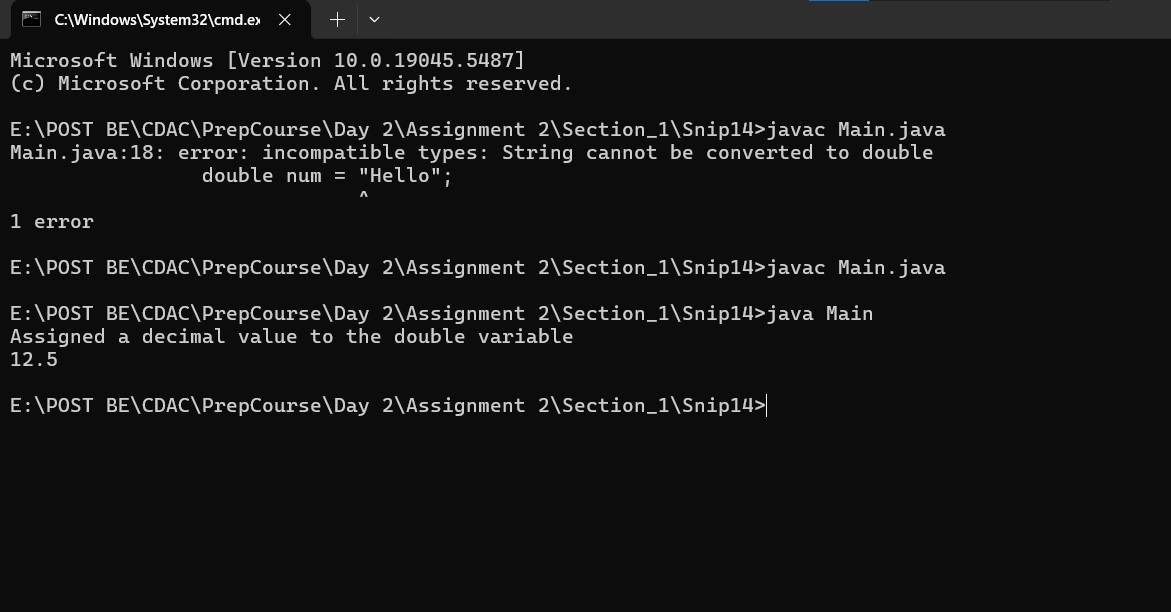 C:\Windows\System32\cmd.ex
Microsoft Windows [Version 10.0.19045.5487]
(c) Microsoft Corporation. All rights reserved.
E:\POST BE\CDAC\PrepCourse\Day 2\Assignment 2\Section_1\Snip14>javac Main.java
Main.java:18: error: incompatible types: String cannot be converted to double
                double num = "Hello";
                             ^
1 error
E:\POST BE\CDAC\PrepCourse\Day 2\Assignment 2\Section_1\Snip14>javac Main.java
E:\POST BE\CDAC\PrepCourse\Day 2\Assignment 2\Section_1\Snip14>java Main
Assigned a decimal value to the double variable
12.5
E:\POST BE\CDAC\PrepCourse\Day 2\Assignment 2\Section_1\Snip14>